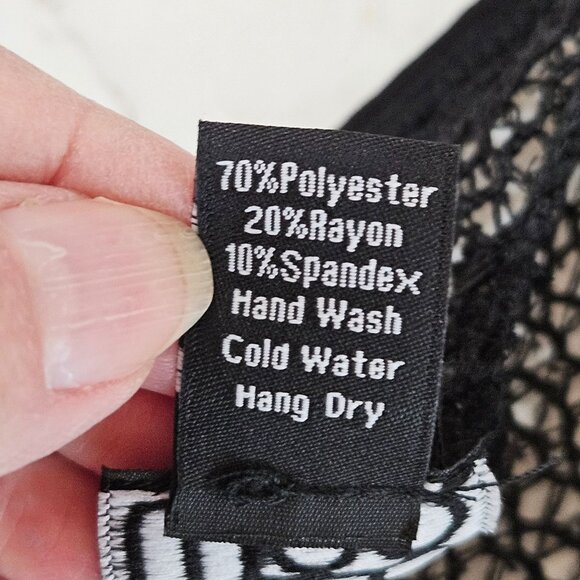 70%Polyester
20%Rayon
10%Spandex
Hand Wash
Cold Water
Hang Dry